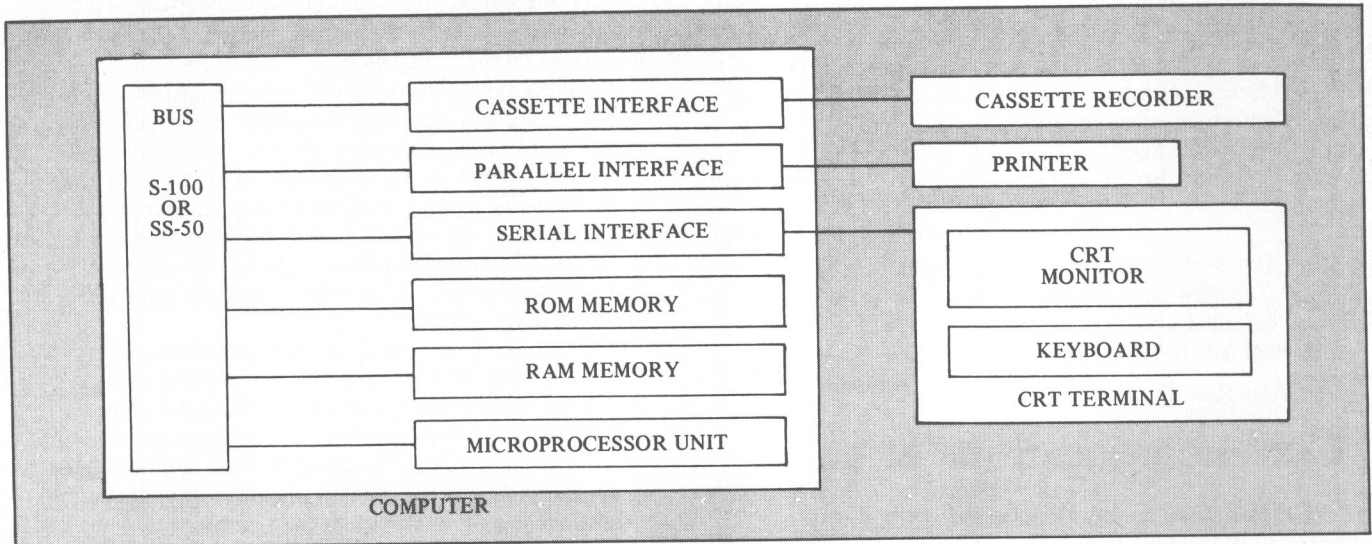 BUS
S-100
OR
SS-50
CASSETTE INTERFACE
PARALLEL INTERFACE
SERIAL INTERFACE
ROM MEMORY
RAM MEMORY
MICROPROCESSOR UNIT
COMPUTER
CASSETTE RECORDER
PRINTER
CRT
MONITOR
KEYBOARD
CRT TERMINAL